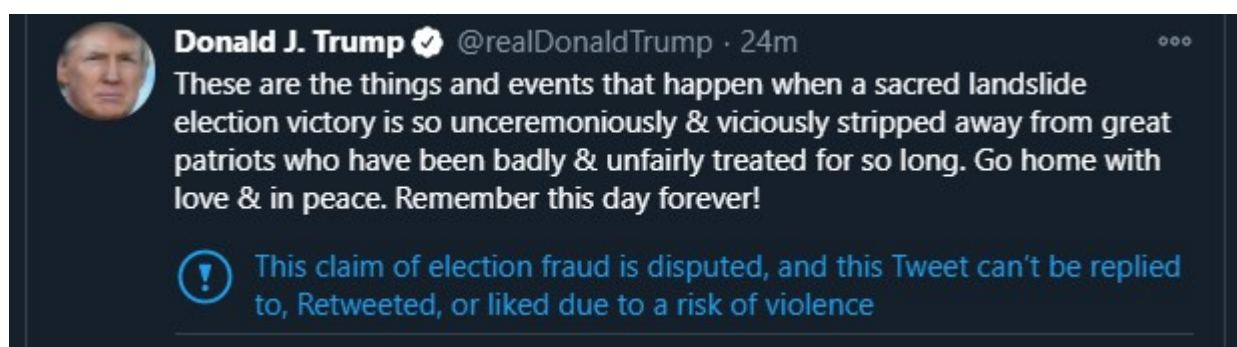 Donald J. Trump @realDonaldTrump · 24m
These are the things and events that happen when a sacred landslide
election victory is so unceremoniously & viciously stripped away from great
patriots who have been badly & unfairly treated for so long. Go home with
love & in peace. Remember this day forever!
This claim of election fraud is disputed, and this Tweet can’t be replied
to, Retweeted, or liked due to a risk of violence